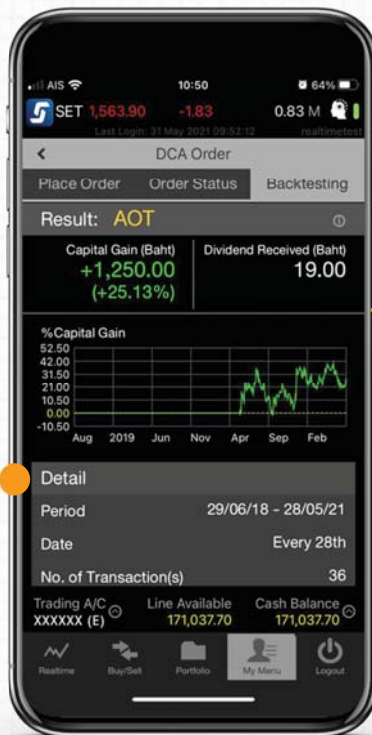 AIS 10:50 64%
SET 1,563.90 -1.83 0.83 M
Last Login: 31 May 2021 09:52:12 realtimetest
DCA Order
Place Order Order Status Backtesting
Result: AOT
Capital Gain (Baht) Dividend Received (Baht)
+1,250.00 19.00
(+25.13%)
%Capital Gain
52.50
42.00
31.50
21.00
10.50
0.00
-10.50
Aug 2019 Jun Nov Apr Sep Feb
Detail
Period 29/06/18 - 28/05/21
Date Every 28th
No. of Transaction(s) 36
Trading A/C Line Available Cash Balance
XXXXXX (E) 171,037.70 171,037.70
Realtime Buy/Sell Portfolio My Menu Logout